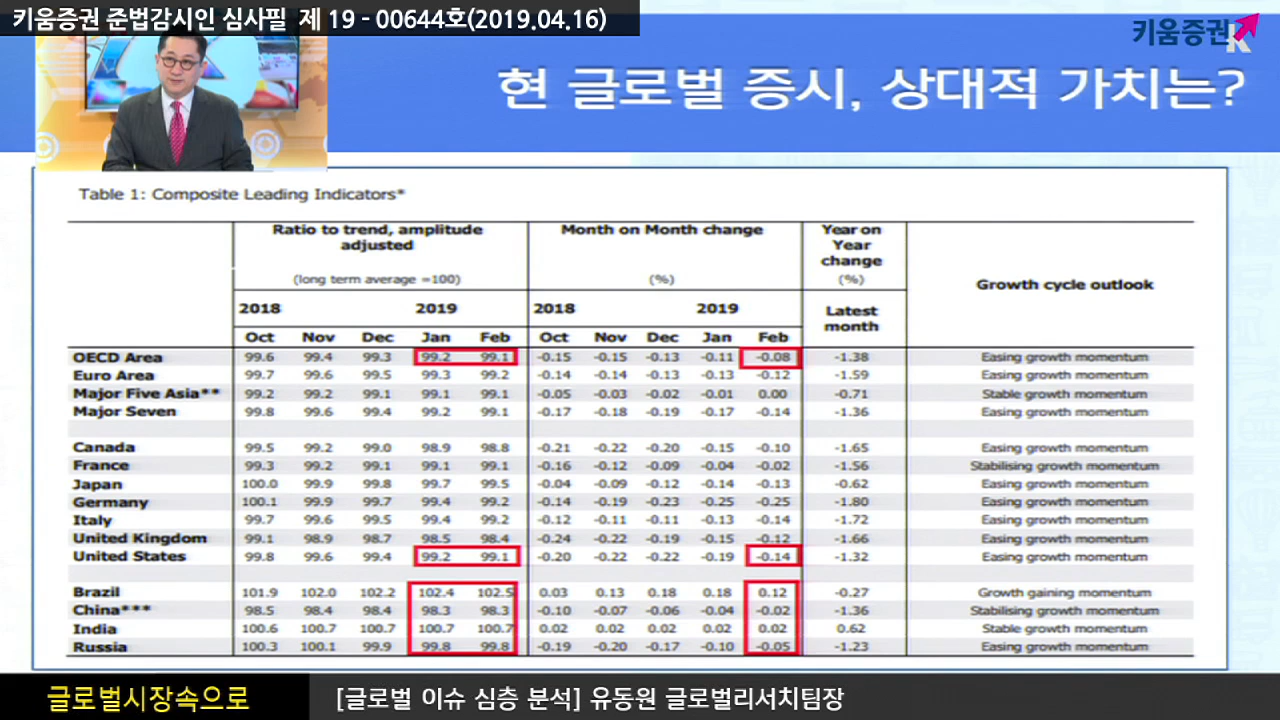 키움증권 준법감시인 심사필 제 19 - 00644호(2019.04.16)
키움증권
현 글로벌 증시, 상대적 가치는?
Table 1: Composite Leading Indicators*
Ratio to trend, amplitude adjusted Month on Month change Year on Year change
(long term average =100) (%) (%) Growth cycle outlook
2018 2019 2018 2019 Latest month
Oct Nov Dec Jan Feb Oct Nov Dec Jan Feb
OECD Area 99.6 99.4 99.3 99.2 99.1 -0.15 -0.15 -0.13 -0.11 -0.08 -1.38 Easing growth momentum
Euro Area 99.7 99.6 99.5 99.3 99.2 -0.14 -0.14 -0.13 -0.13 -0.12 -1.59 Easing growth momentum
Major Five Asia** 99.2 99.2 99.1 99.1 99.1 -0.05 -0.03 -0.02 -0.01 0.00 -0.71 Stable growth momentum
Major Seven 99.8 99.6 99.4 99.2 99.1 -0.17 -0.18 -0.19 -0.17 -0.14 -1.36 Easing growth momentum
Canada 99.5 99.2 99.0 98.9 98.8 -0.21 -0.22 -0.20 -0.15 -0.10 -1.65 Easing growth momentum
France 99.3 99.2 99.1 99.1 99.1 -0.16 -0.12 -0.09 -0.04 -0.02 -1.56 Stabilising growth momentum
Japan 100.0 99.9 99.8 99.7 99.5 -0.04 -0.09 -0.12 -0.14 -0.13 -0.62 Easing growth momentum
Germany 100.1 99.9 99.7 99.4 99.2 -0.14 -0.19 -0.23 -0.25 -0.25 -1.80 Easing growth momentum
Italy 99.7 99.6 99.5 99.4 99.2 -0.12 -0.11 -0.11 -0.13 -0.14 -1.72 Easing growth momentum
United Kingdom 99.1 98.9 98.7 98.5 98.4 -0.24 -0.22 -0.19 -0.15 -0.12 -1.66 Easing growth momentum
United States 99.8 99.6 99.4 99.2 99.1 -0.20 -0.22 -0.22 -0.19 -0.14 -1.32 Easing growth momentum
Brazil 101.9 102.0 102.2 102.4 102.5 0.03 0.13 0.18 0.18 0.12 -0.27 Growth gaining momentum
China*** 98.5 98.4 98.4 98.3 98.3 -0.10 -0.07 -0.06 -0.04 -0.02 -1.36 Stabilising growth momentum
India 100.6 100.7 100.7 100.7 100.7 0.02 0.02 0.02 0.02 0.02 0.62 Stable growth momentum
Russia 100.3 100.1 99.9 99.8 99.8 -0.19 -0.20 -0.17 -0.10 -0.05 -1.23 Easing growth momentum
글로벌시장속으로 [글로벌 이슈 심층 분석] 유동원 글로벌리서치팀장